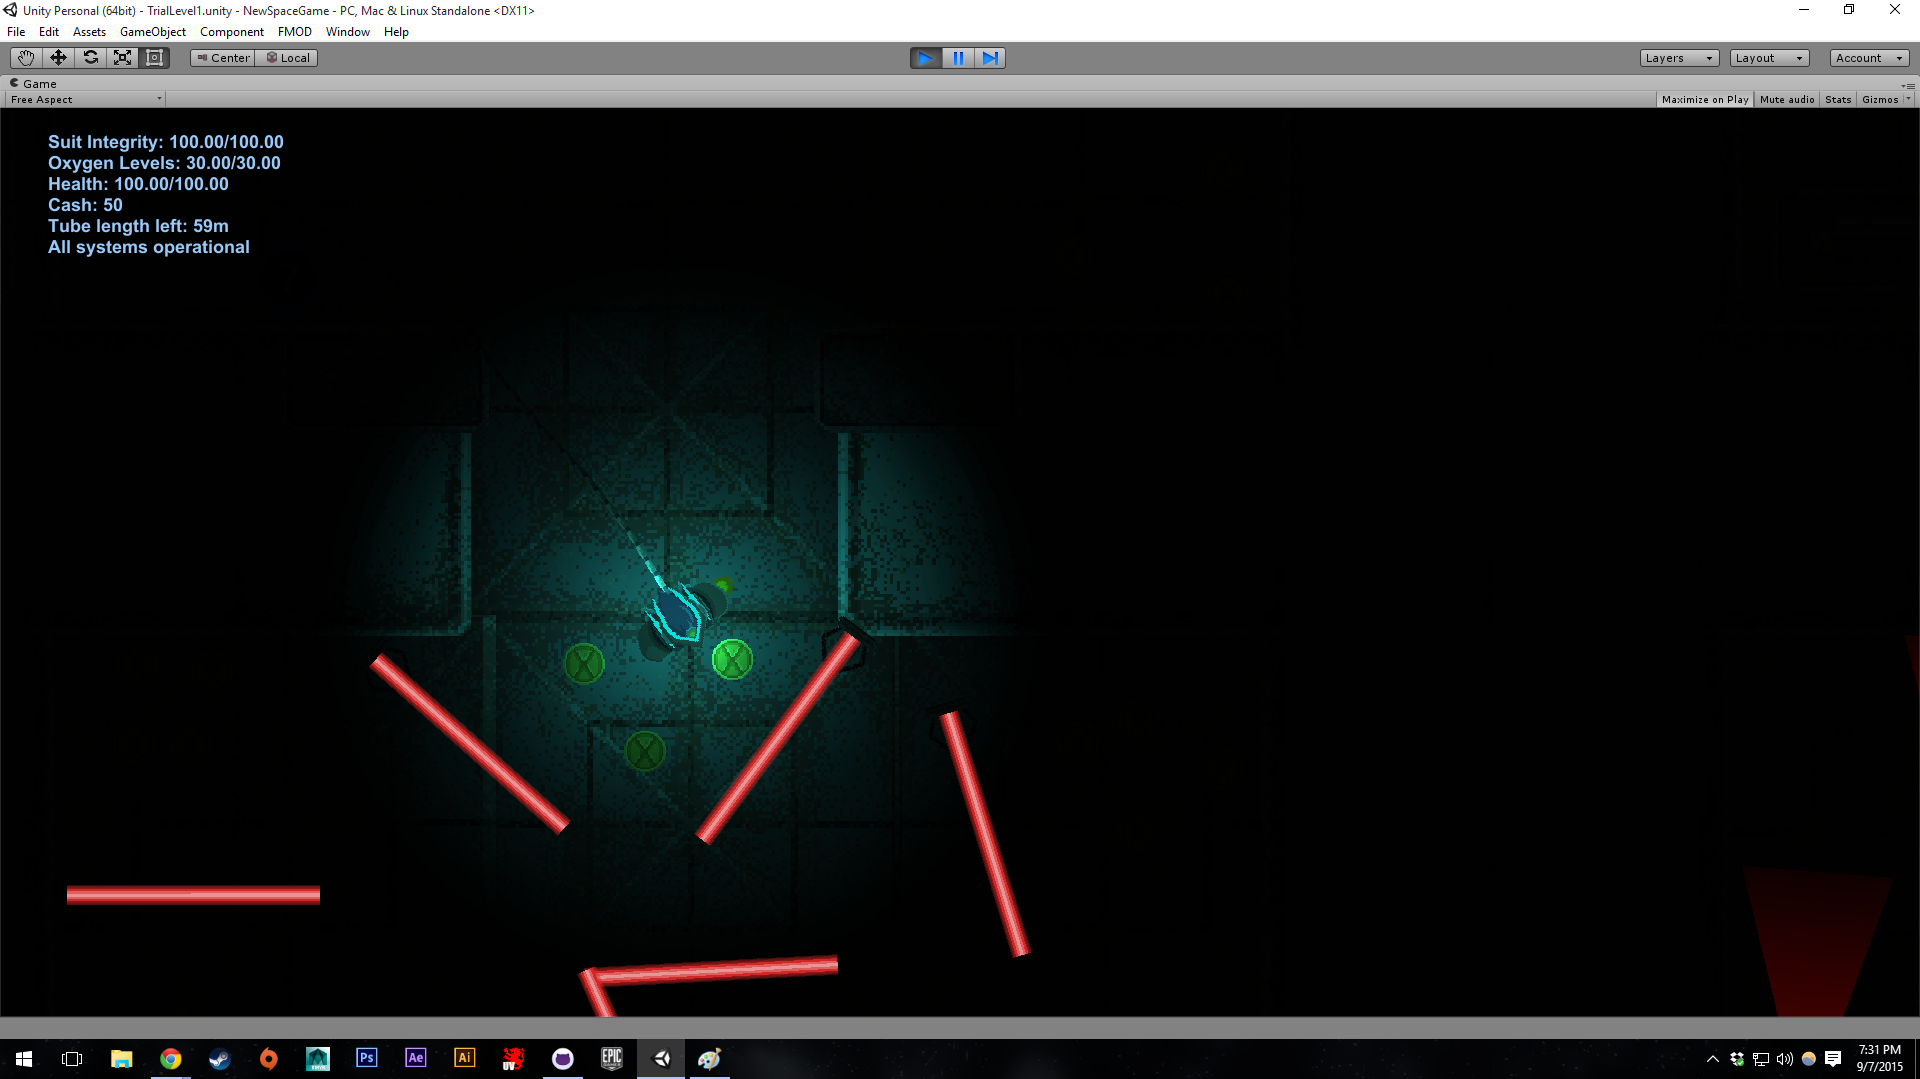 Unity Personal (64bit) - TrialLevel1.unity - NewSpaceGame - PC, Mac & Linux Standalone <DX11>
File Edit Assets GameObject Component FMOD Window Help
Center Local Layers Layout Account
Game
Free Aspect Maximize on Play Mute audio Stats Gizmos
Suit Integrity: 100.00/100.00
Oxygen Levels: 30.00/30.00
Health: 100.00/100.00
Cash: 50
Tube length left: 59m
All systems operational
Ps Ae Ai UV EPIC GAMES
7:31 PM
9/7/2015